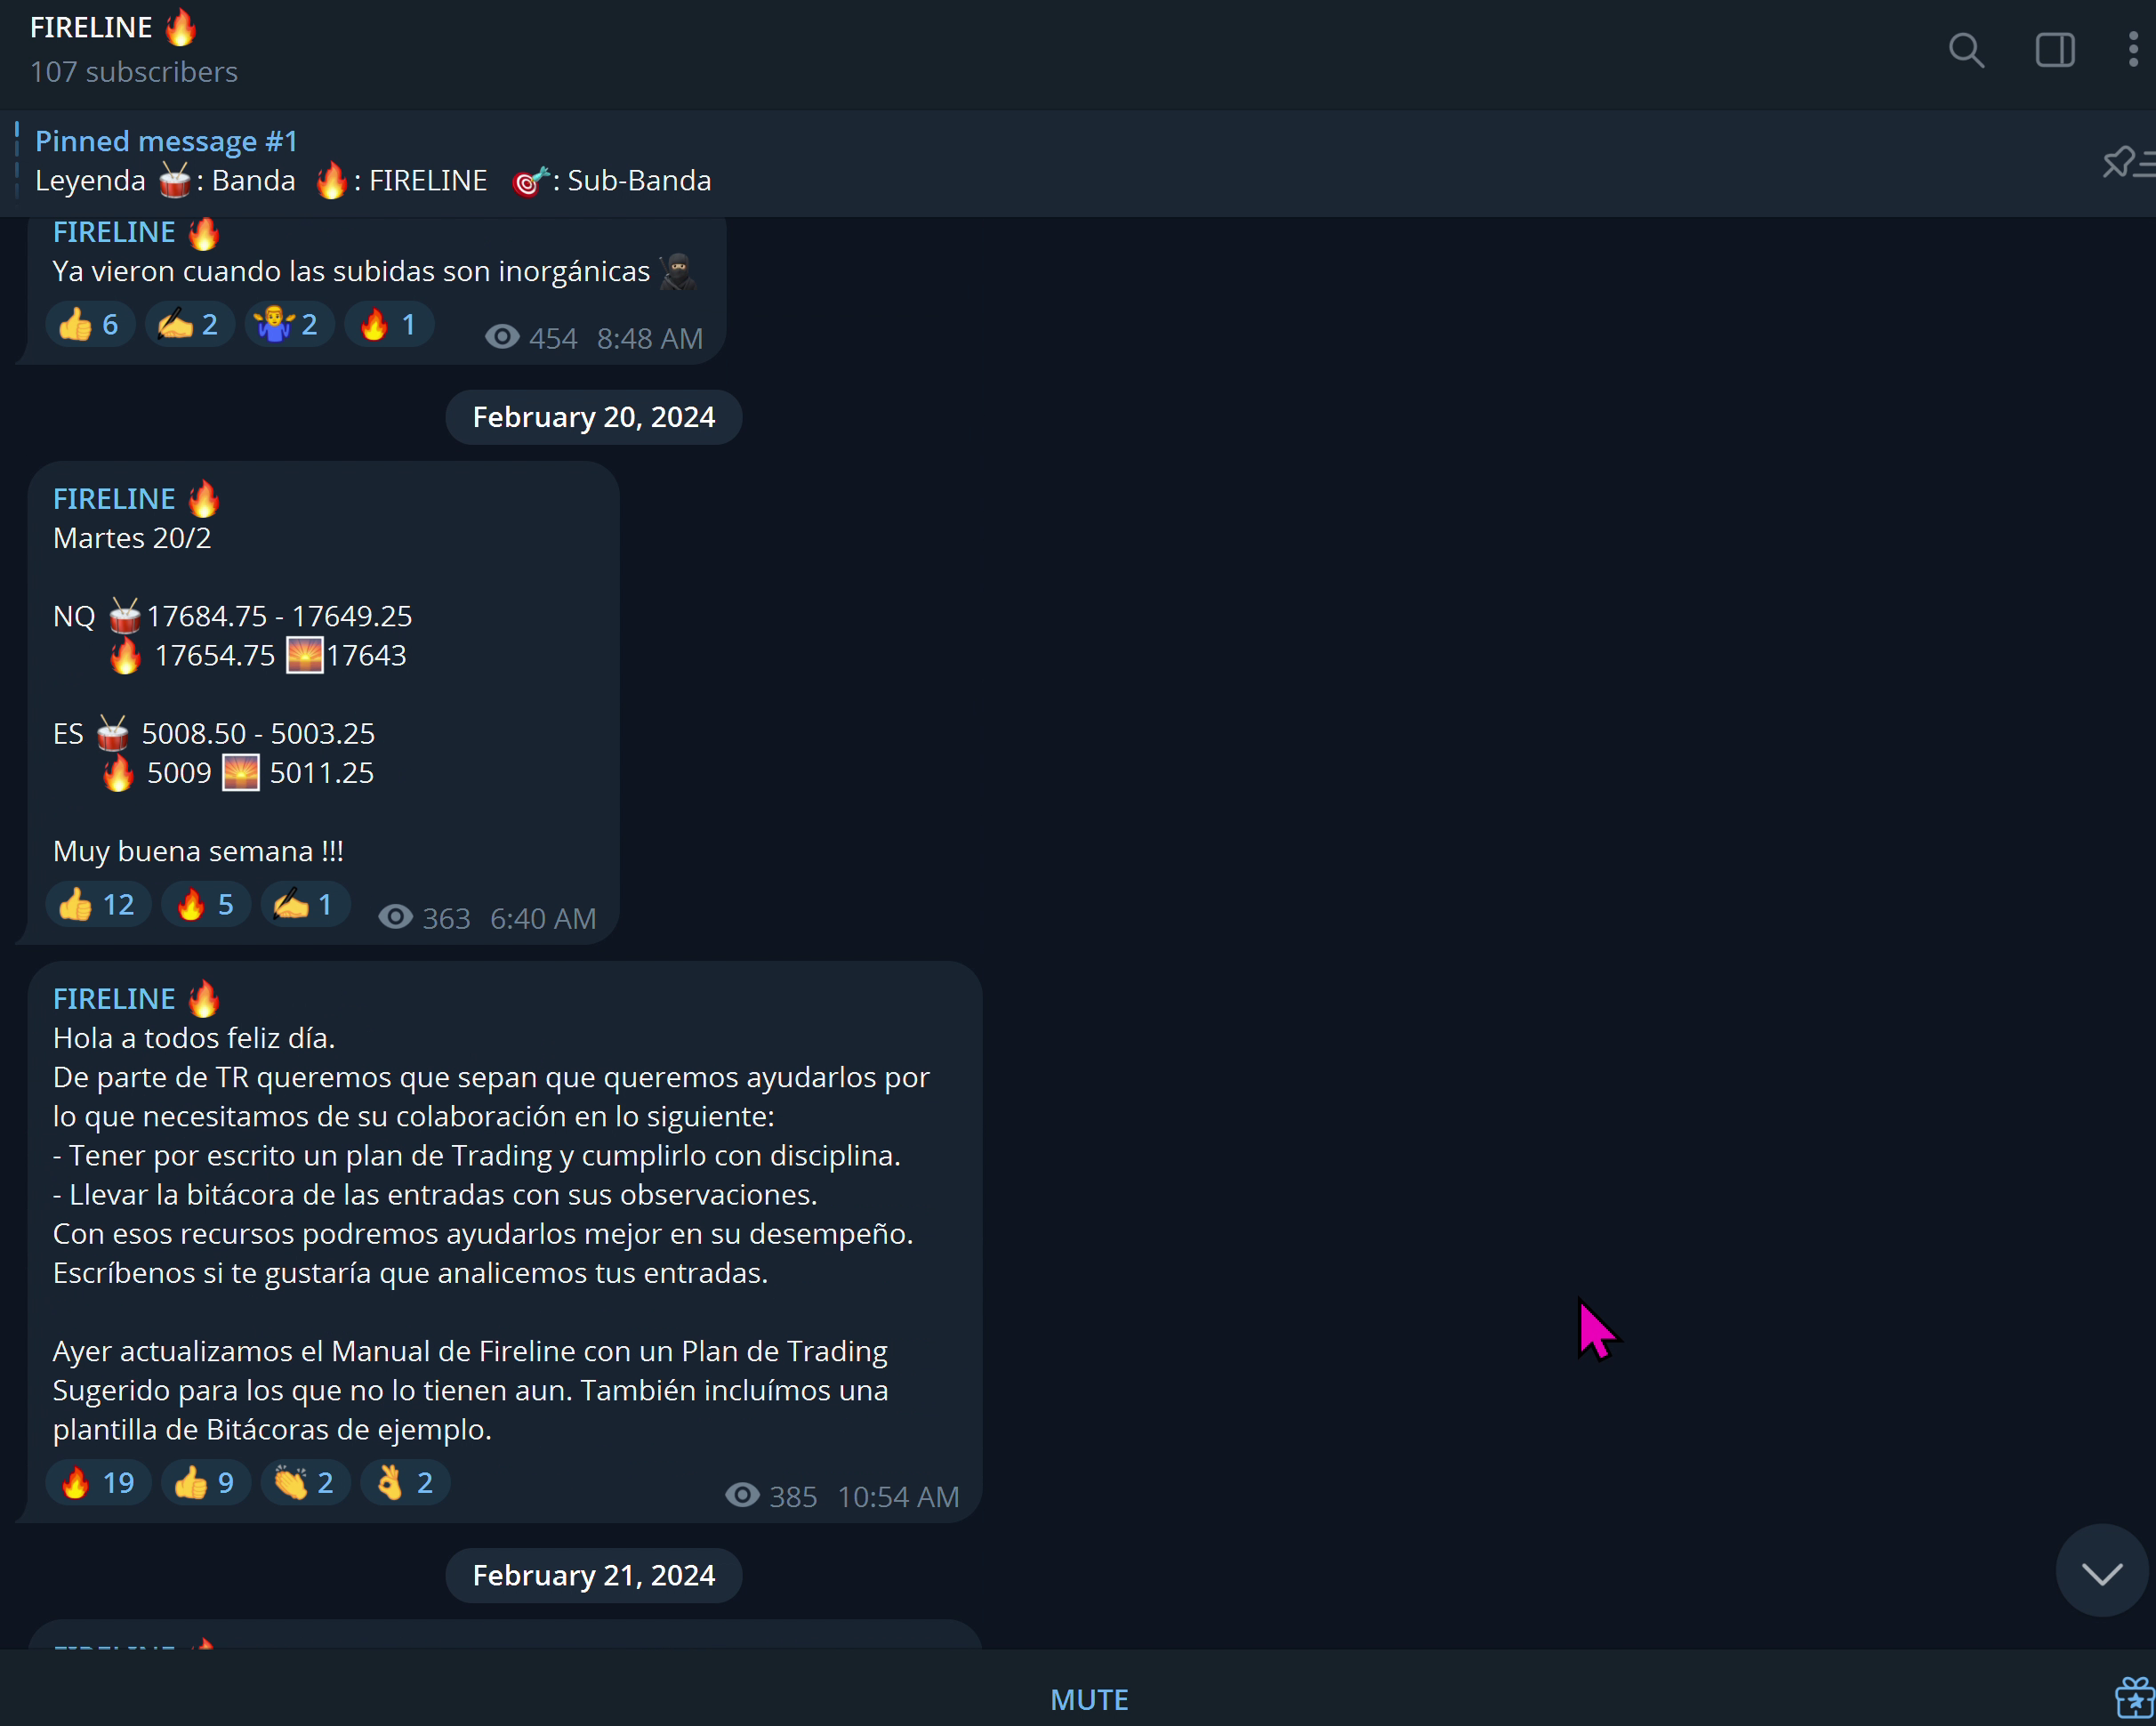 FIRELINE 🔥
107 subscribers
Pinned message #1
Leyenda 🥁: Banda 🔥: FIRELINE 🎯: Sub-Banda
FIRELINE 🔥
Ya vieron cuando las subidas son inorgánicas 🥷
👍 6 ✍️ 2 🤷‍♂️ 2 🔥 1 454 8:48 AM
February 20, 2024
FIRELINE 🔥
Martes 20/2
NQ 🥁17684.75 - 17649.25
🔥 17654.75 🌅17643
ES 🥁 5008.50 - 5003.25
🔥 5009 🌅 5011.25
Muy buena semana !!!
👍 12 🔥 5 ✍️ 1 363 6:40 AM
FIRELINE 🔥
Hola a todos feliz día.
De parte de TR queremos que sepan que queremos ayudarlos por
lo que necesitamos de su colaboración en lo siguiente:
- Tener por escrito un plan de Trading y cumplirlo con disciplina.
- Llevar la bitácora de las entradas con sus observaciones.
Con esos recursos podremos ayudarlos mejor en su desempeño.
Escríbenos si te gustaría que analicemos tus entradas.
Ayer actualizamos el Manual de Fireline con un Plan de Trading
Sugerido para los que no lo tienen aun. También incluímos una
plantilla de Bitácoras de ejemplo.
🔥 19 👍 9 👏 2 👌 2 385 10:54 AM
February 21, 2024
MUTE